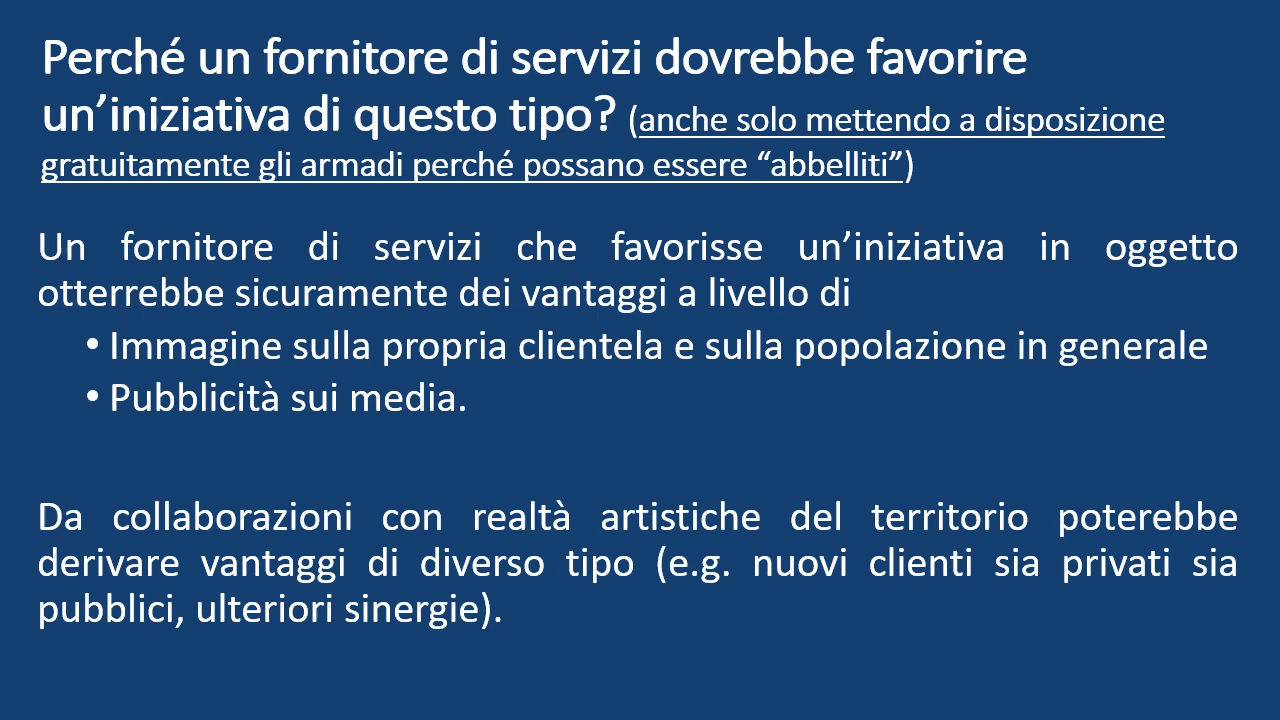 Perché un fornitore di servizi dovrebbe favorire
un’iniziativa di questo tipo? (anche solo mettendo a disposizione
gratuitamente gli armadi perché possano essere “abbelliti”)
Un fornitore di servizi che favorisse un’iniziativa in oggetto
otterrebbe sicuramente dei vantaggi a livello di
• Immagine sulla propria clientela e sulla popolazione in generale
• Pubblicità sui media.
Da collaborazioni con realtà artistiche del territorio poterebbe
derivare vantaggi di diverso tipo (e.g. nuovi clienti sia privati sia
pubblici, ulteriori sinergie).